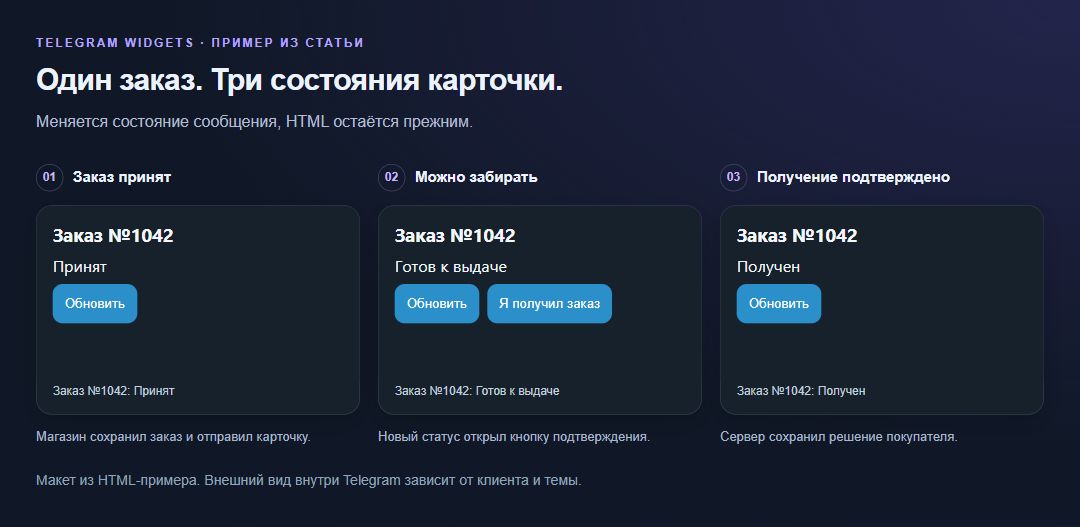 TELEGRAM WIDGETS · ПРИМЕР ИЗ СТАТЬИ
Один заказ. Три состояния карточки.
Меняется состояние сообщения, HTML остаётся прежним.
01 Заказ принят
Заказ №1042
Принят
Обновить
Заказ №1042: Принят
Магазин сохранил заказ и отправил карточку.
02 Можно забирать
Заказ №1042
Готов к выдаче
Обновить Я получил заказ
Заказ №1042: Готов к выдаче
Новый статус открыл кнопку подтверждения.
03 Получение подтверждено
Заказ №1042
Получен
Обновить
Заказ №1042: Получен
Сервер сохранил решение покупателя.
Макет из HTML-примера. Внешний вид внутри Telegram зависит от клиента и темы.